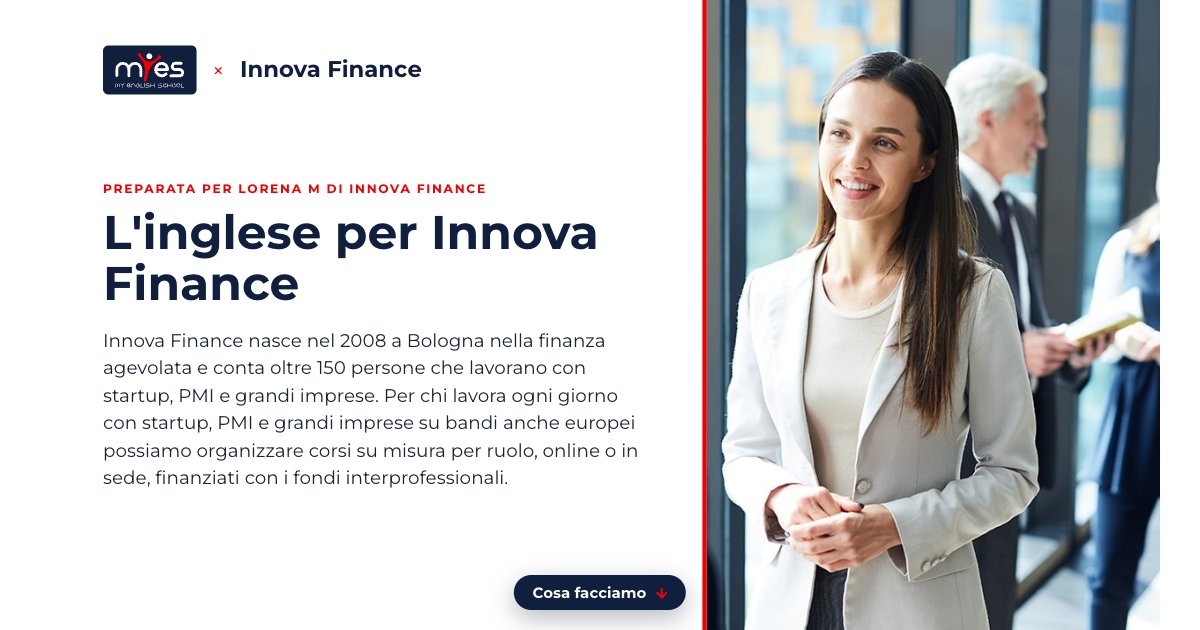 myes
MY ENGLISH SCHOOL
× Innova Finance
PREPARATA PER LORENA M DI INNOVA FINANCE
L'inglese per Innova
Finance
Innova Finance nasce nel 2008 a Bologna nella finanza
agevolata e conta oltre 150 persone che lavorano con
startup, PMI e grandi imprese. Per chi lavora ogni giorno
con startup, PMI e grandi imprese su bandi anche europei
possiamo organizzare corsi su misura per ruolo, online o in
sede, finanziati con i fondi interprofessionali.
Cosa facciamo ↓